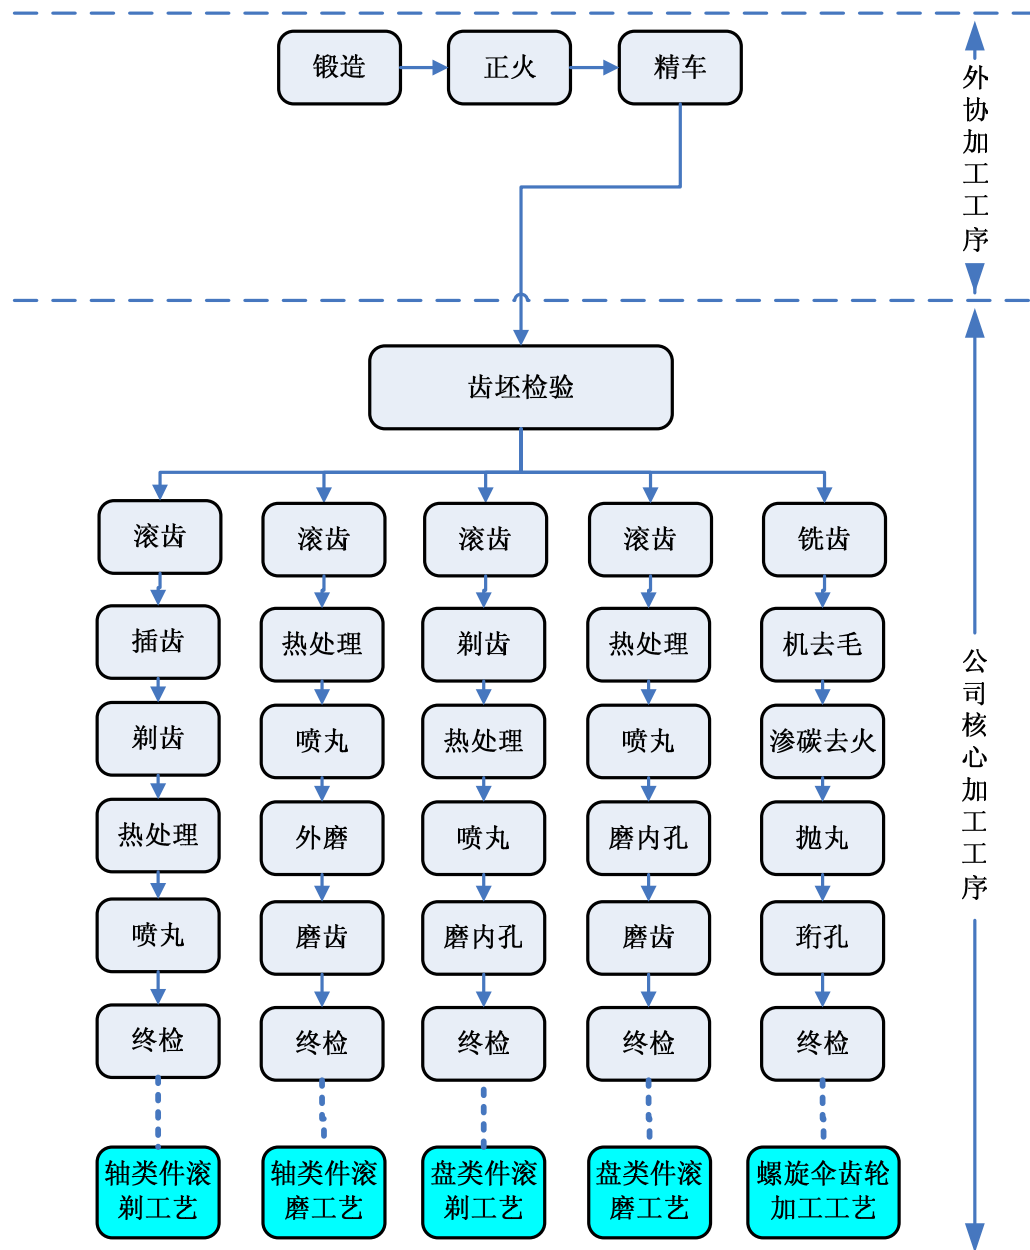 锻造
正火
精车
外协加工工序
齿坯检验
滚齿
滚齿
滚齿
滚齿
铣齿
插齿
热处理
剃齿
热处理
机去毛
剃齿
喷丸
热处理
喷丸
渗碳去火
热处理
外磨
喷丸
磨内孔
抛丸
喷丸
磨齿
磨内孔
磨齿
珩孔
终检
终检
终检
终检
终检
公司核心加工工序
轴类件滚
剃工艺
轴类件滚
磨工艺
盘类件滚
剃工艺
盘类件滚
磨工艺
螺旋伞齿轮
加工工艺